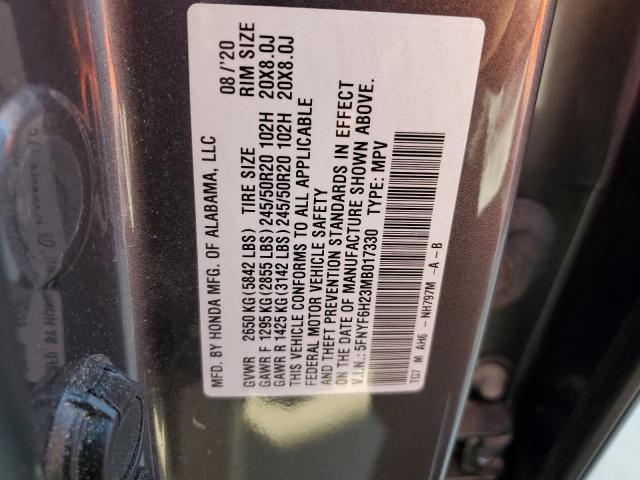 MFD. BY HONDA MFG. OF ALABAMA, LLC 08/'20
GVWR 2650 KG (5842 LBS) TIRE SIZE RIM SIZE
GAWR F 1295 KG (2855 LBS) 245/50R20 102H 20X8.0J
GAWR R 1425 KG (3142 LBS) 245/50R20 102H 20X8.0J
THIS VEHICLE CONFORMS TO ALL APPLICABLE
FEDERAL MOTOR VEHICLE SAFETY
AND THEFT PREVENTION STANDARDS IN EFFECT
ON THE DATE OF MANUFACTURE SHOWN ABOVE.
V.I.N.: 5FNYF6H23MB017330 TYPE: MPV
TG7 M AH6 - NH797M -A-B